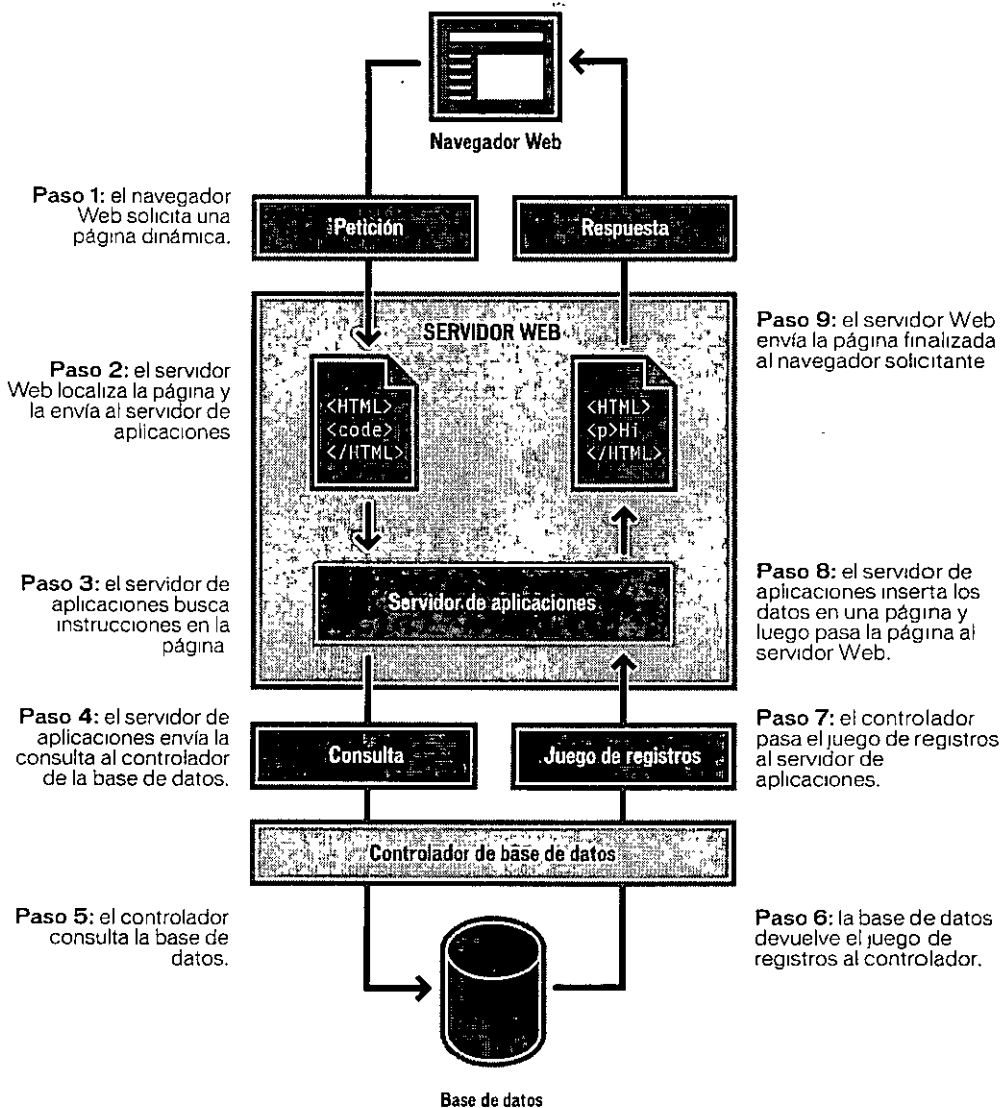 Navegador Web
Paso 1: el navegador
Web solicita una
página dinámica.
Petición
Respuesta
SERVIDOR WEB
Paso 2: el servidor
Web localiza la página y
la envía al servidor de
aplicaciones
<HTML>
<code>
</HTML>
<HTML>
<p>Hi
</HTML>
Paso 9: el servidor Web
envía la página finalizada
al navegador solicitante
Paso 3: el servidor de
aplicaciones busca
instrucciones en la
página
Servidor de aplicaciones
Paso 8: el servidor de
aplicaciones inserta los
datos en una página y
luego pasa la página al
servidor Web.
Paso 4: el servidor de
aplicaciones envía la
consulta al controlador
de la base de datos.
Consulta
Juego de registros
Paso 7: el controlador
pasa el juego de registros
al servidor de
aplicaciones.
Controlador de base de datos
Paso 5: el controlador
consulta la base de
datos.
Paso 6: la base de datos
devuelve el juego de
registros al controlador.
Base de datos